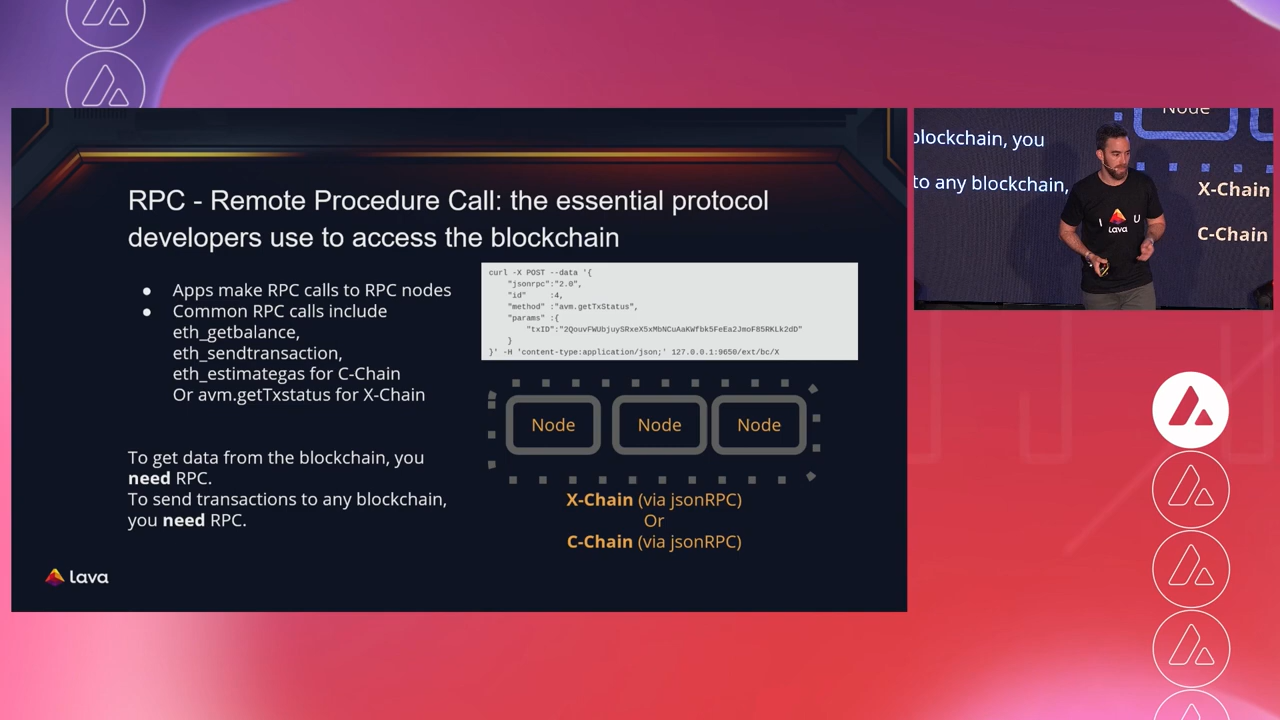 RPC - Remote Procedure Call: the essential protocol
developers use to access the blockchain
● Apps make RPC calls to RPC nodes
● Common RPC calls include
eth_getbalance,
eth_sendtransaction,
eth_estimategas for C-Chain
Or avm.getTxstatus for X-Chain
To get data from the blockchain, you
need RPC.
To send transactions to any blockchain,
you need RPC.
curl -X POST --data '{
"jsonrpc":"2.0",
"id" :4,
"method" :"avm.getTxStatus",
"params" :{
"txID":"2QouvFWUbjuySRxeX5xMbNCuAaKWfbk5FeEa2JmoF85RKLk2dD"
}
}' -H 'content-type:application/json;' 127.0.0.1:9650/ext/bc/X
Node
Node
Node
X-Chain (via jsonRPC)
Or
C-Chain (via jsonRPC)
Lava
Node
blockchain, you
to any blockchain,
X-Chain
C-Chain
I U
Lava